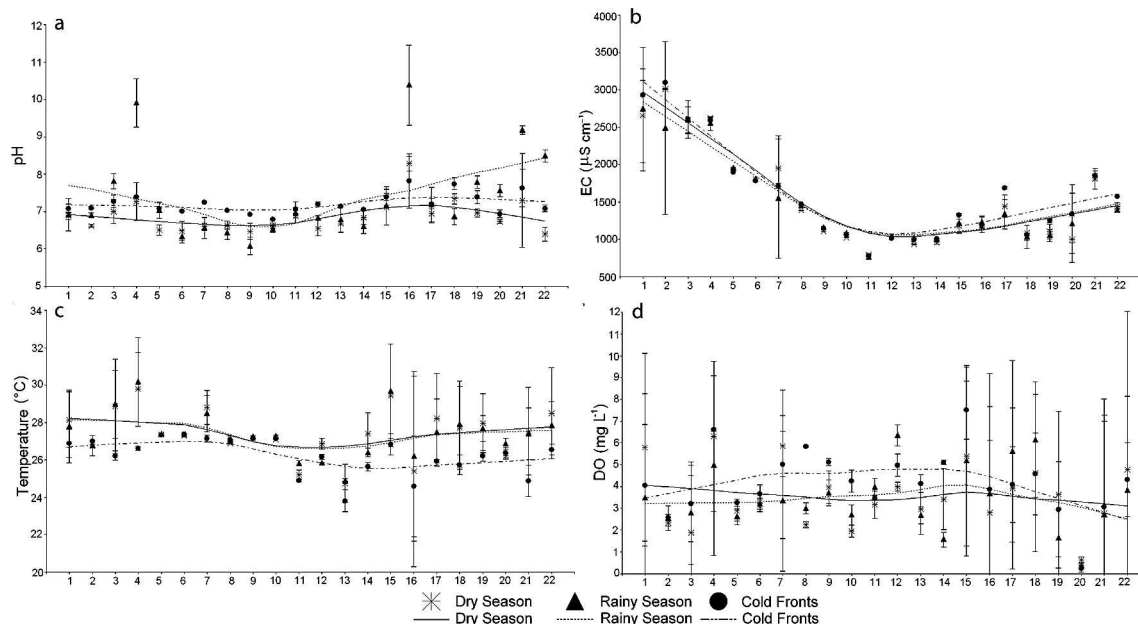 a
12
11
10
9
8
7
6
5
pH
1 2 3 4 5 6 7 8 9 10 11 12 13 14 15 16 17 18 19 20 21 22
b
4000
3500
3000
2500
2000
1500
1000
500
EC (µS cm⁻¹)
1 2 3 4 5 6 7 8 9 10 11 12 13 14 15 16 17 18 19 20 21 22
c
34
32
30
28
26
24
22
20
Temperature (°C)
1 2 3 4 5 6 7 8 9 10 11 12 13 14 15 16 17 18 19 20 21 22
d
12
11
10
9
8
7
6
5
4
3
2
1
0
DO (mg L⁻¹)
1 2 3 4 5 6 7 8 9 10 11 12 13 14 15 16 17 18 19 20 21 22
Dry Season Rainy Season Cold Fronts
Dry Season Rainy Season Cold Fronts